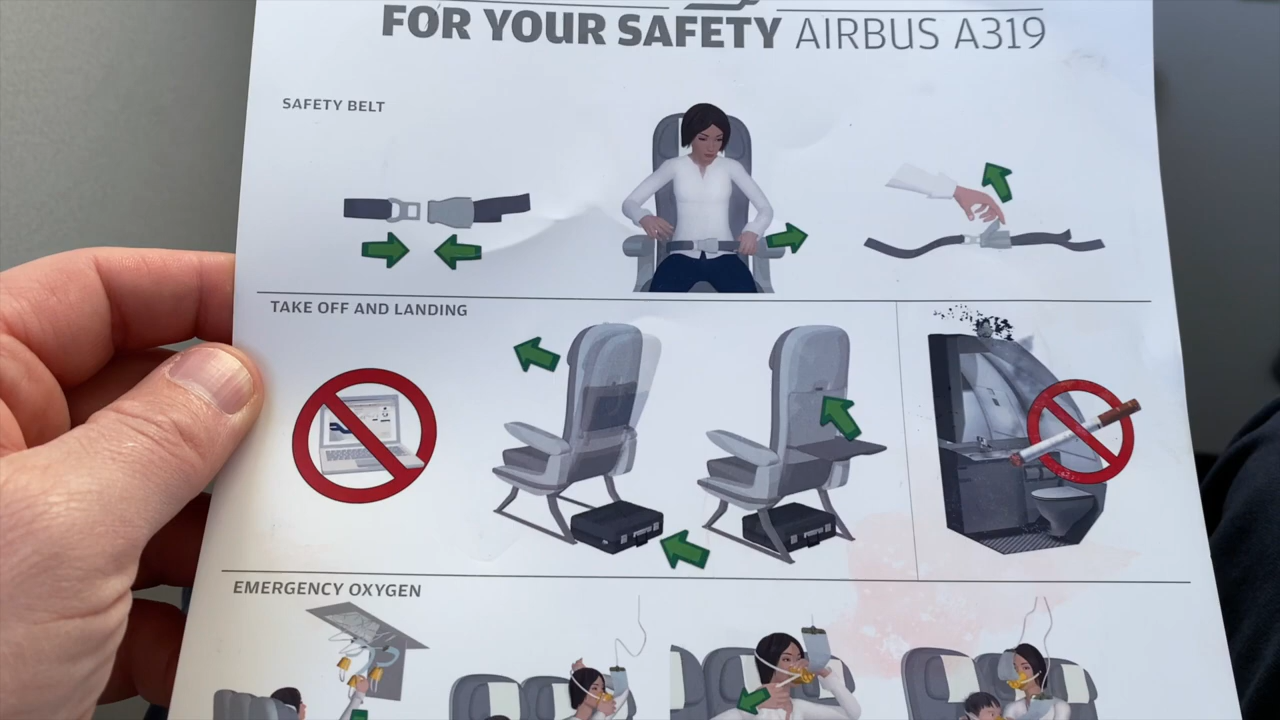 FOR YOUR SAFETY AIRBUS A319
SAFETY BELT
TAKE OFF AND LANDING
EMERGENCY OXYGEN